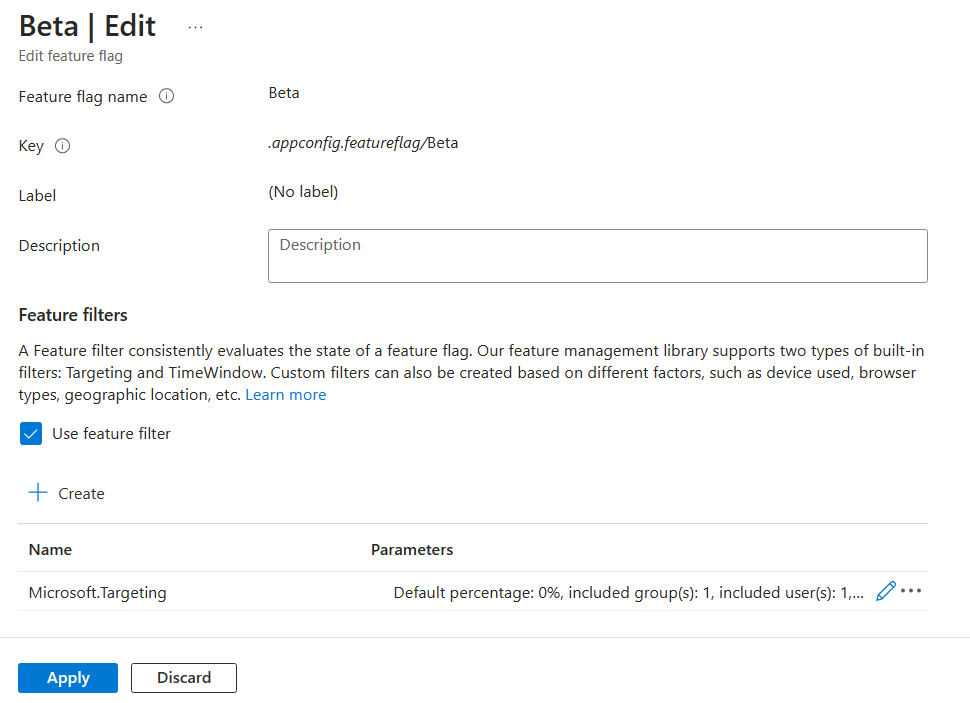 Beta | Edit ...
Edit feature flag
Feature flag name
Beta
Key
.appconfig.featureflag/Beta
Label
(No label)
Description
Description
Feature filters
A Feature filter consistently evaluates the state of a feature flag. Our feature management library supports two types of built-in
filters: Targeting and TimeWindow. Custom filters can also be created based on different factors, such as device used, browser
types, geographic location, etc. Learn more
Use feature filter
Create
Name Parameters
Microsoft.Targeting Default percentage: 0%, included group(s): 1, included user(s): 1,...
Apply Discard